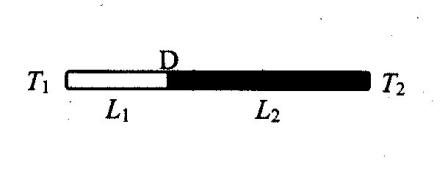 D
T₁ T₂
L₁ L₂